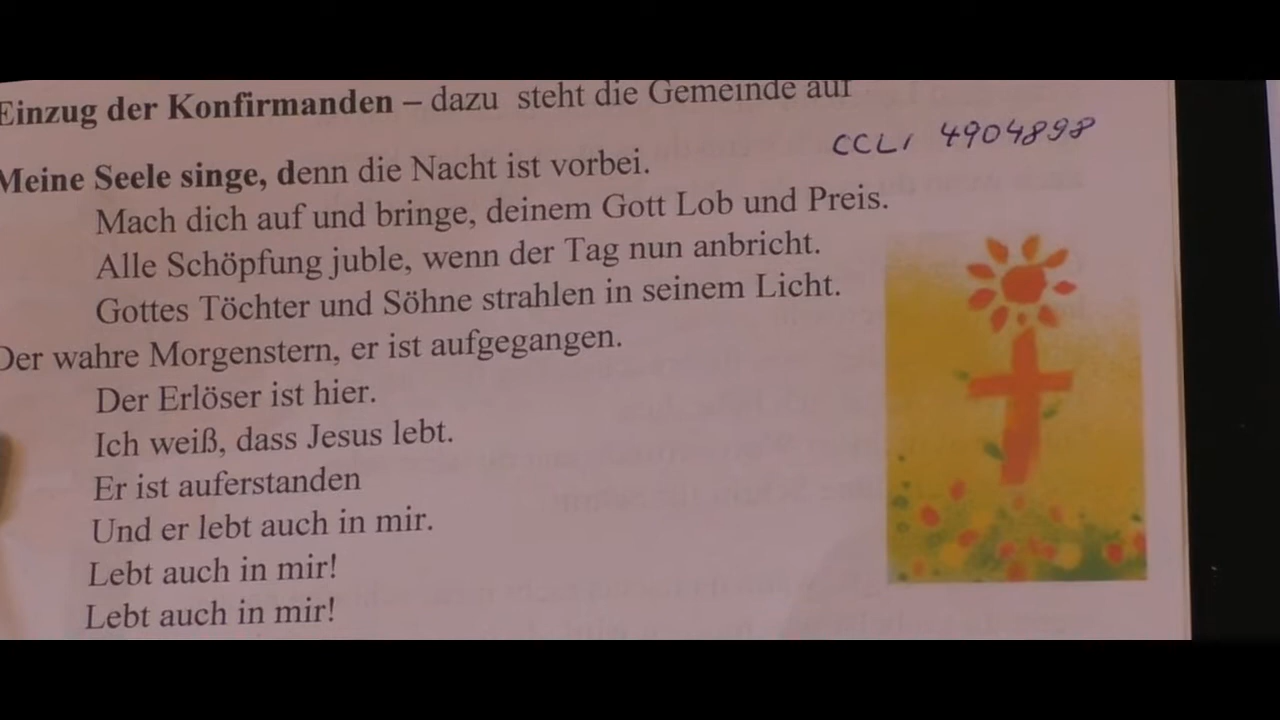 Einzug der Konfirmanden – dazu steht die Gemeinde auf
CCLI 4904898
Meine Seele singe, denn die Nacht ist vorbei.
Mach dich auf und bringe, deinem Gott Lob und Preis.
Alle Schöpfung juble, wenn der Tag nun anbricht.
Gottes Töchter und Söhne strahlen in seinem Licht.
Der wahre Morgenstern, er ist aufgegangen.
Der Erlöser ist hier.
Ich weiß, dass Jesus lebt.
Er ist auferstanden
Und er lebt auch in mir.
Lebt auch in mir!
Lebt auch in mir!